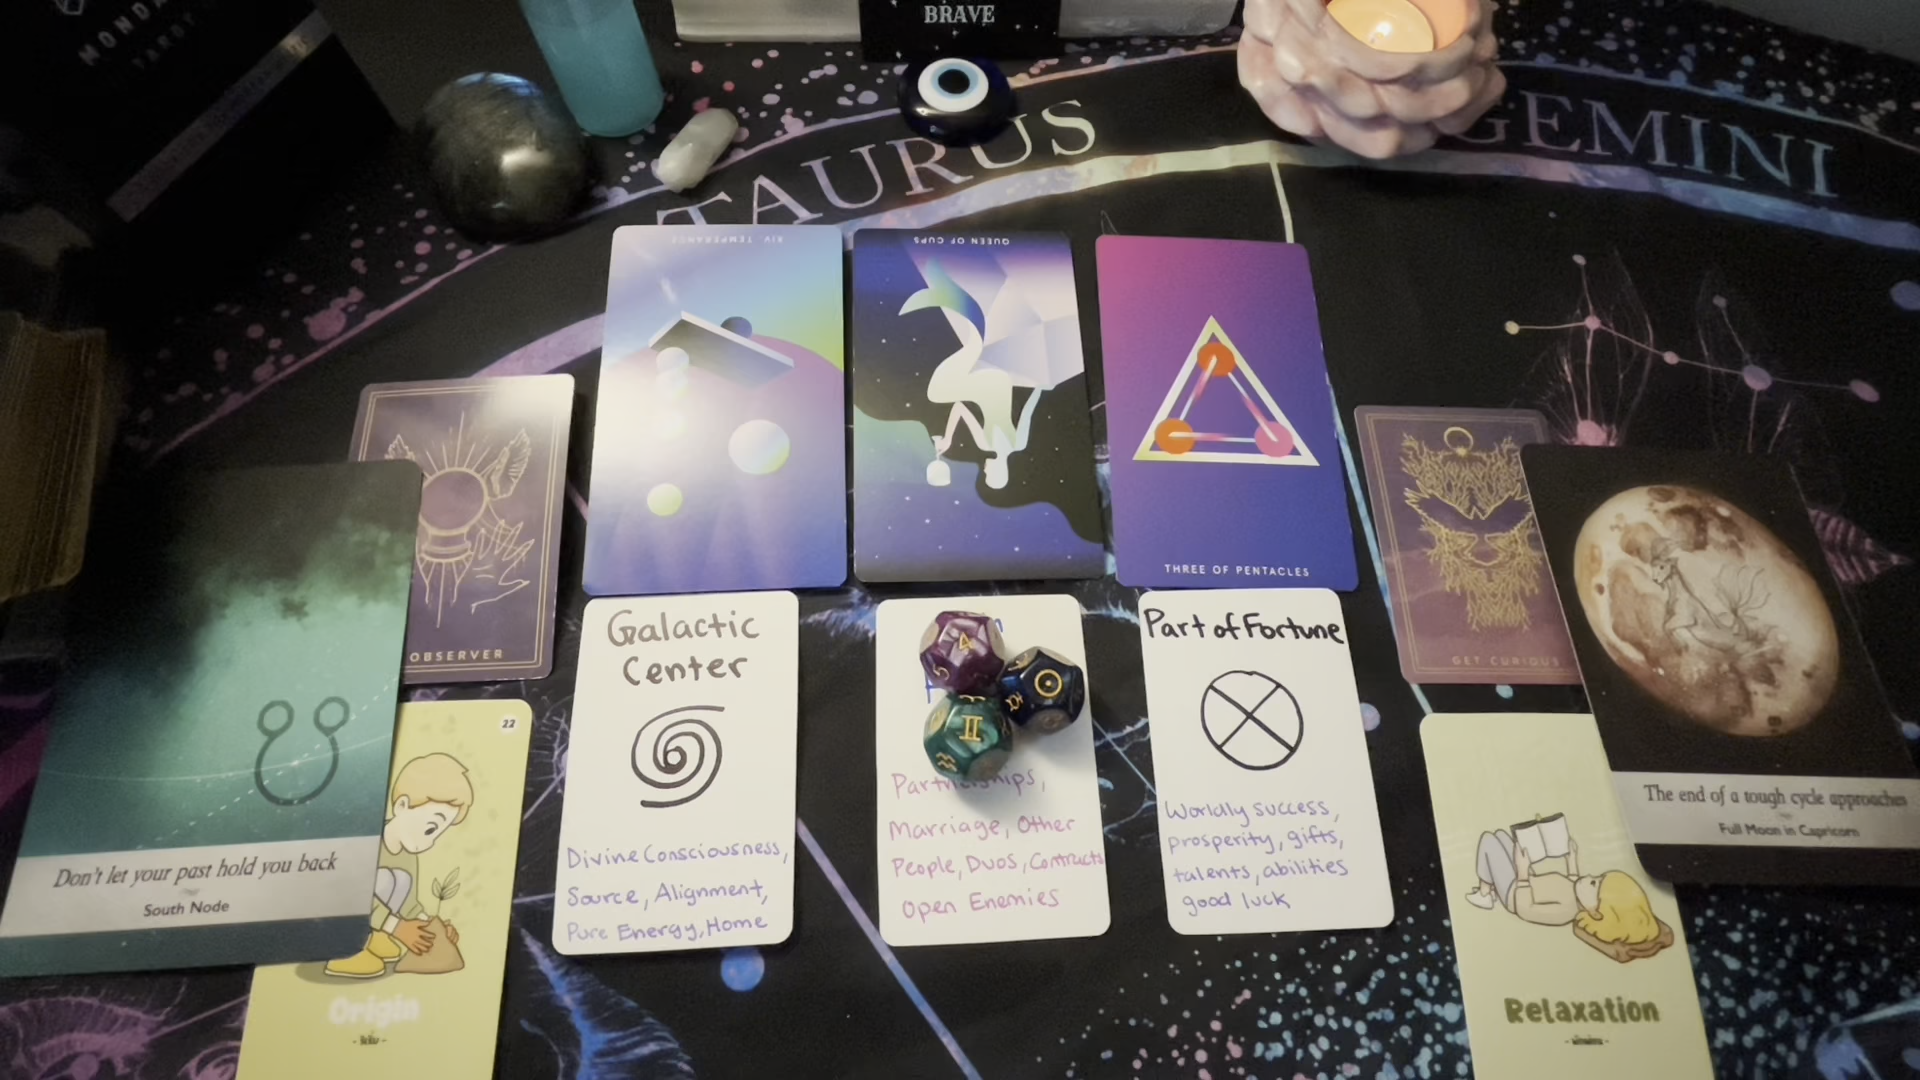 MONDA
TAROT
BRAVE
TAURUS
GEMINI
XIV. TEMPERANCE
QUEEN OF CUPS
THREE OF PENTACLES
OBSERVER
GET CURIOUS
Don't let your past hold you back
South Node
22
Origin
Galactic
Center
Divine Consciousness,
Source, Alignment,
Pure Energy, Home
Partnerships,
Marriage, Other
People, Duos, Contracts
Open Enemies
Part of Fortune
Worldly success,
prosperity, gifts,
talents, abilities
good luck
The end of a tough cycle approaches
Full Moon in Capricorn
Relaxation